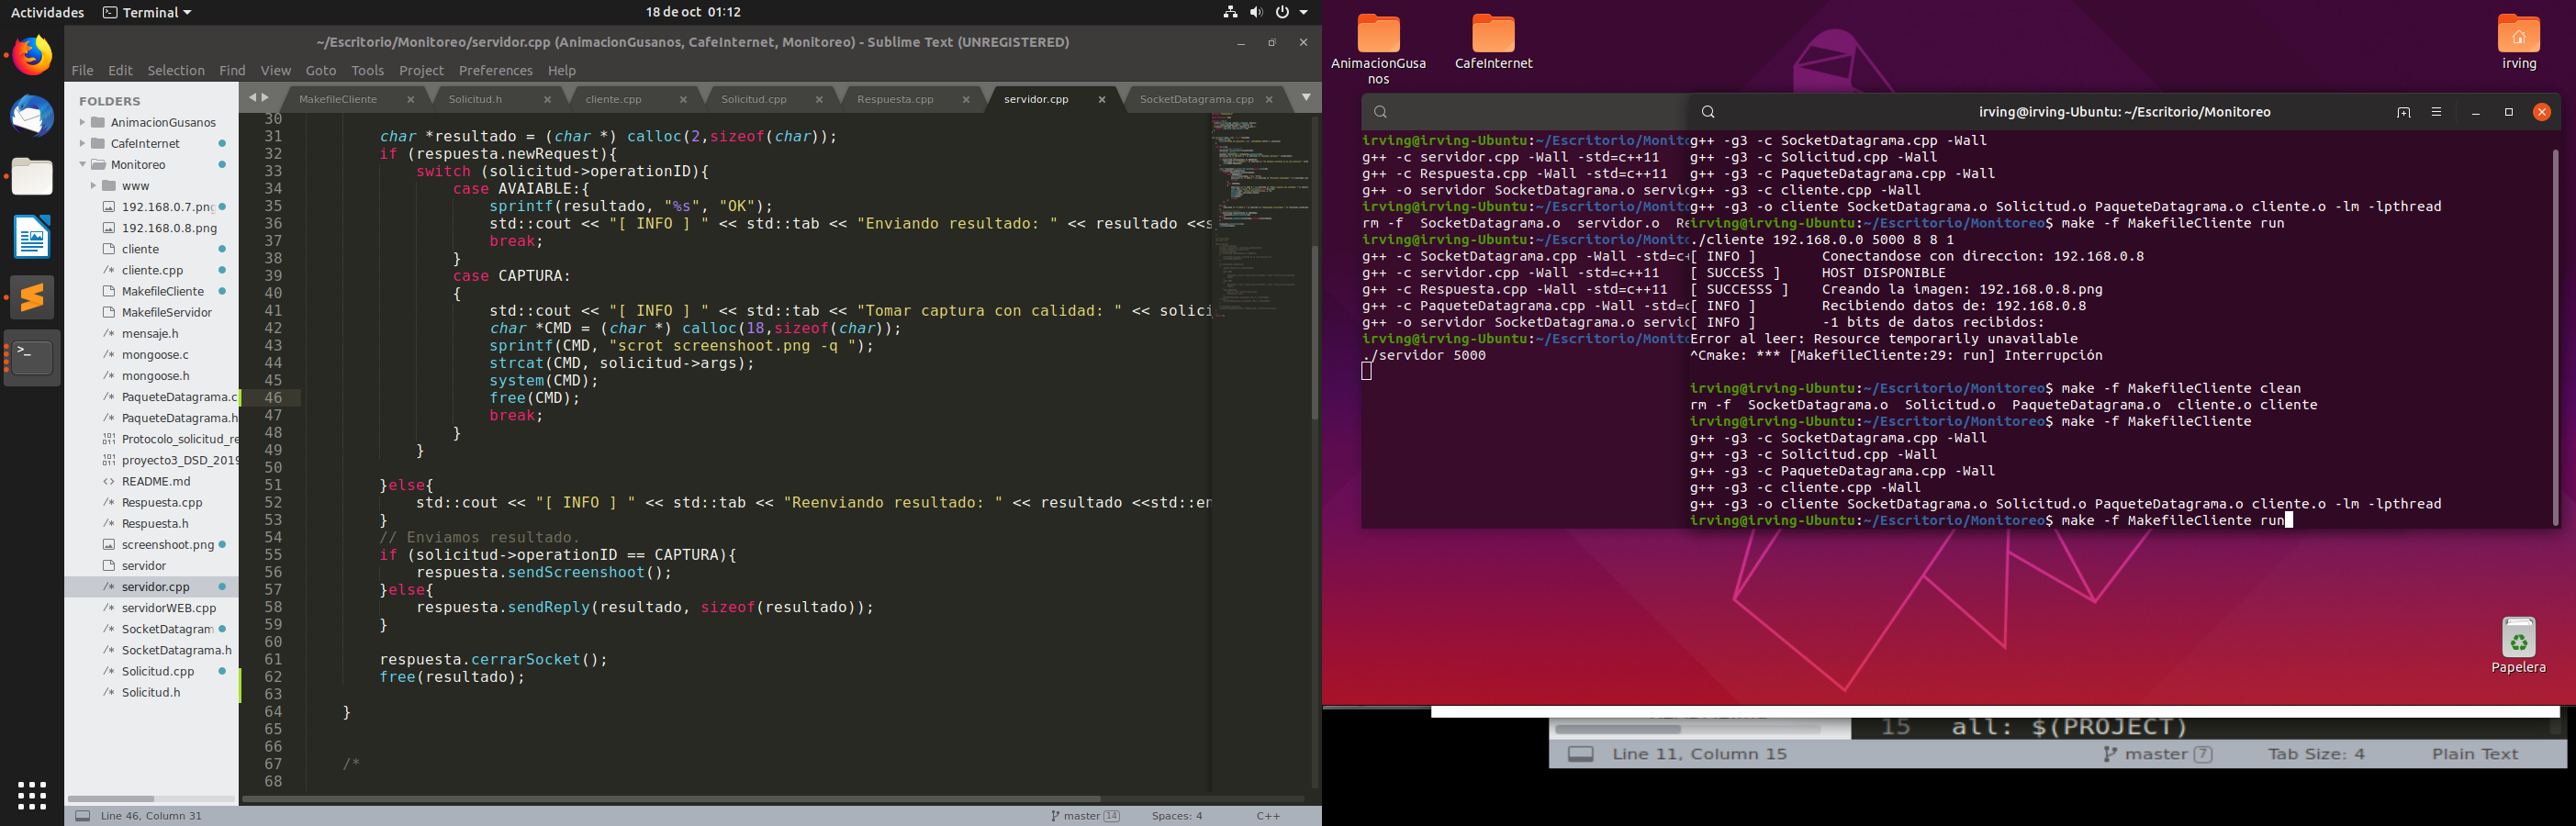 Actividades
Terminal
18 de oct 01:12
~/Escritorio/Monitoreo/servidor.cpp (AnimacionGusanos, CafeInternet, Monitoreo) - Sublime Text (UNREGISTERED)
File Edit Selection Find View Goto Tools Project Preferences Help
FOLDERS
AnimacionGusanos
CafeInternet
Monitoreo
www
192.168.0.7.png
192.168.0.8.png
cliente
/* cliente.cpp
MakefileCliente
MakefileServidor
/* mensaje.h
/* mongoose.c
/* mongoose.h
/* PaqueteDatagrama.c
/* PaqueteDatagrama.h
Protocolo_solicitud_re
proyecto3_DSD_2019
<> README.md
/* Respuesta.cpp
/* Respuesta.h
screenshoot.png
servidor
/* servidor.cpp
/* servidorWEB.cpp
/* SocketDatagram
/* SocketDatagrama.h
/* Solicitud.cpp
/* Solicitud.h
MakefileCliente × Solicitud.h × cliente.cpp × Solicitud.cpp × Respuesta.cpp × servidor.cpp × SocketDatagrama.cpp ×
30
31 char *resultado = (char *) calloc(2,sizeof(char));
32 if (respuesta.newRequest){
33 switch (solicitud->operationID){
34 case AVAIABLE:{
35 sprintf(resultado, "%s", "OK");
36 std::cout << "[ INFO ] " << std::tab << "Enviando resultado: " << resultado <<s
37 break;
38 }
39 case CAPTURA:
40 {
41 std::cout << "[ INFO ] " << std::tab << "Tomar captura con calidad: " << solici
42 char *CMD = (char *) calloc(18,sizeof(char));
43 sprintf(CMD, "scrot screenshoot.png -q ");
44 strcat(CMD, solicitud->args);
45 system(CMD);
46 free(CMD);
47 break;
48 }
49 }
50
51 }else{
52 std::cout << "[ INFO ] " << std::tab << "Reenviando resultado: " << resultado <<std::en
53 }
54 // Enviamos resultado.
55 if (solicitud->operationID == CAPTURA){
56 respuesta.sendScreenshoot();
57 }else{
58 respuesta.sendReply(resultado, sizeof(resultado));
59 }
60
61 respuesta.cerrarSocket();
62 free(resultado);
63
64 }
65
66
67 /*
68
Line 46, Column 31
master 14
Spaces: 4
C++
AnimacionGusa
nos
CafeInternet
irving
irving@irving-Ubuntu:~/Escritorio/Monitc
g++ -c servidor.cpp -Wall -std=c++11
g++ -c Respuesta.cpp -Wall -std=c++11
g++ -o servidor SocketDatagrama.o servic
irving@irving-Ubuntu:~/Escritorio/Monitc
rm -f SocketDatagrama.o servidor.o Re
irving@irving-Ubuntu:~/Escritorio/Monitc
g++ -c SocketDatagrama.cpp -Wall -std=c+
g++ -c servidor.cpp -Wall -std=c++11
g++ -c Respuesta.cpp -Wall -std=c++11
g++ -c PaqueteDatagrama.cpp -Wall -std=c
g++ -o servidor SocketDatagrama.o servic
irving@irving-Ubuntu:~/Escritorio/Monitc
./servidor 5000
irving@irving-Ubuntu: ~/Escritorio/Monitoreo
g++ -g3 -c SocketDatagrama.cpp -Wall
g++ -g3 -c Solicitud.cpp -Wall
g++ -g3 -c PaqueteDatagrama.cpp -Wall
g++ -g3 -c cliente.cpp -Wall
g++ -g3 -o cliente SocketDatagrama.o Solicitud.o PaqueteDatagrama.o cliente.o -lm -lpthread
irving@irving-Ubuntu:~/Escritorio/Monitoreo$ make -f MakefileCliente run
./cliente 192.168.0.0 5000 8 8 1
[ INFO ] Conectandose con direccion: 192.168.0.8
[ SUCCESS ] HOST DISPONIBLE
[ SUCCESSS ] Creando la imagen: 192.168.0.8.png
[ INFO ] Recibiendo datos de: 192.168.0.8
[ INFO ] -1 bits de datos recibidos:
Error al leer: Resource temporarily unavailable
^Cmake: *** [MakefileCliente:29: run] Interrupción
irving@irving-Ubuntu:~/Escritorio/Monitoreo$ make -f MakefileCliente clean
rm -f SocketDatagrama.o Solicitud.o PaqueteDatagrama.o cliente.o cliente
irving@irving-Ubuntu:~/Escritorio/Monitoreo$ make -f MakefileCliente
g++ -g3 -c SocketDatagrama.cpp -Wall
g++ -g3 -c Solicitud.cpp -Wall
g++ -g3 -c PaqueteDatagrama.cpp -Wall
g++ -g3 -c cliente.cpp -Wall
g++ -g3 -o cliente SocketDatagrama.o Solicitud.o PaqueteDatagrama.o cliente.o -lm -lpthread
irving@irving-Ubuntu:~/Escritorio/Monitoreo$ make -f MakefileCliente run
Papelera
15 all: $(PROJECT)
Line 11, Column 15
master 7
Tab Size: 4
Plain Text